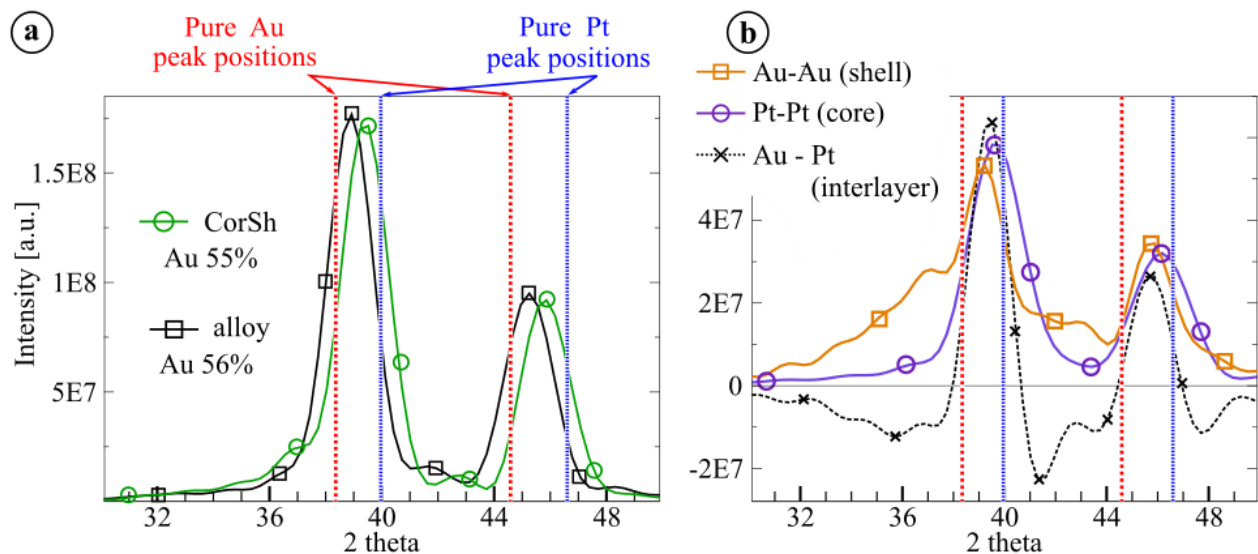 a
Pure Au
peak positions
Pure Pt
peak positions
1.5E8
1E8
5E7
Intensity [a.u.]
CorSh
Au 55%
alloy
Au 56%
32
36
40
44
48
2 theta
b
Au-Au (shell)
Pt-Pt (core)
Au - Pt
(interlayer)
4E7
2E7
0
-2E7
32
36
40
44
48
2 theta